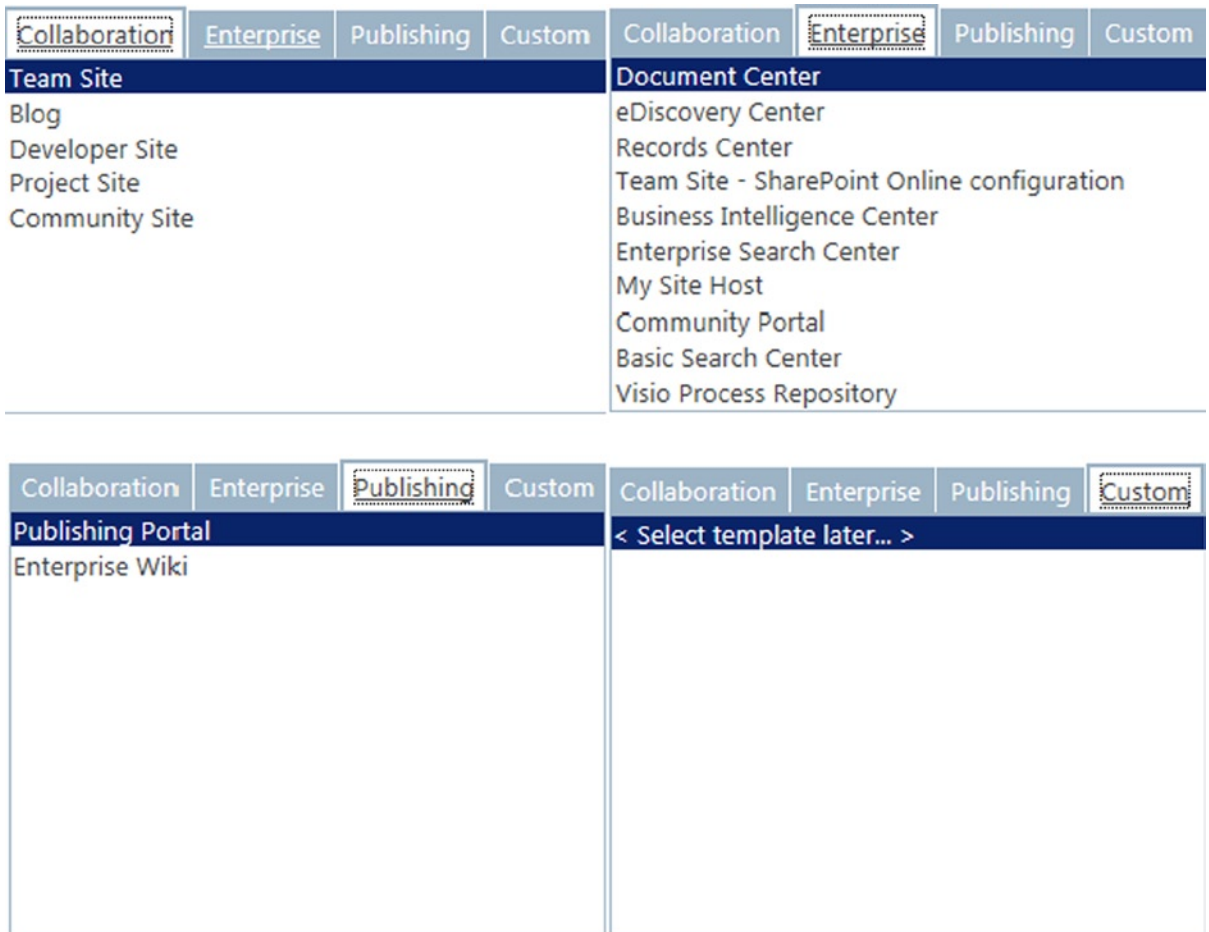 Collaboration Enterprise Publishing Custom
Team Site
Blog
Developer Site
Project Site
Community Site
Collaboration Enterprise Publishing Custom
Document Center
eDiscovery Center
Records Center
Team Site - SharePoint Online configuration
Business Intelligence Center
Enterprise Search Center
My Site Host
Community Portal
Basic Search Center
Visio Process Repository
Collaboration Enterprise Publishing Custom
Publishing Portal
Enterprise Wiki
Collaboration Enterprise Publishing Custom
< Select template later... >